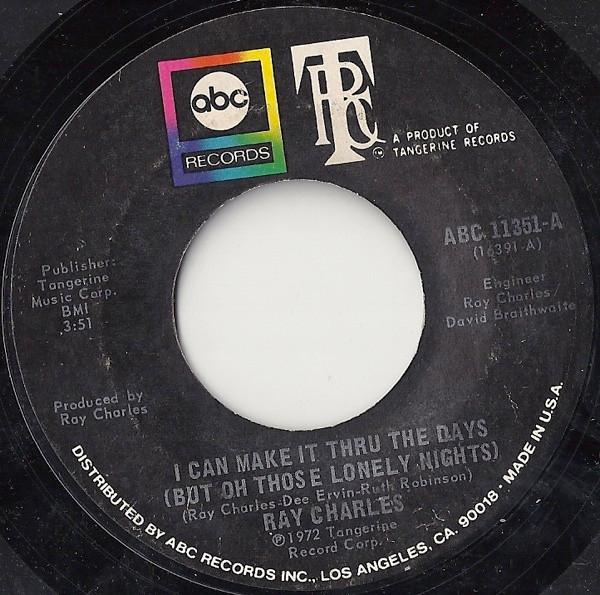 abc
RECORDS
TRC
TM
A PRODUCT OF
TANGERINE RECORDS
ABC 11351-A
(16391-A)
Publisher:
Tangerine
Music Corp.
BMI
3:51
Engineer
Ray Charles/
David Braithwaite
Produced by
Ray Charles
I CAN MAKE IT THRU THE DAYS
(BUT OH THOSE LONELY NIGHTS)
(Ray Charles-Dee Ervin-Ruth Robinson)
RAY CHARLES
℗1972 Tangerine
Record Corp.
DISTRIBUTED BY ABC RECORDS INC., LOS ANGELES, CA. 90018 - MADE IN U.S.A.